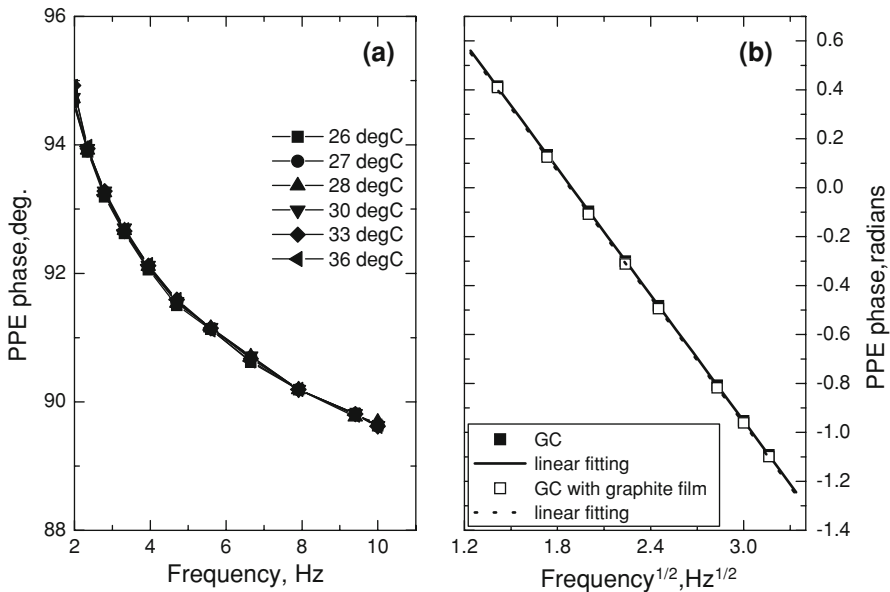 96
94
92
90
88
PPE phase,deg.
(a)
26 degC
27 degC
28 degC
30 degC
33 degC
36 degC
2
4
6
8
10
Frequency, Hz
(b)
0.6
0.4
0.2
0.0
-0.2
-0.4
-0.6
-0.8
-1.0
-1.2
-1.4
PPE phase,radians
GC
linear fitting
GC with graphite film
linear fitting
1.2
1.8
2.4
3.0
Frequency1/2,Hz1/2